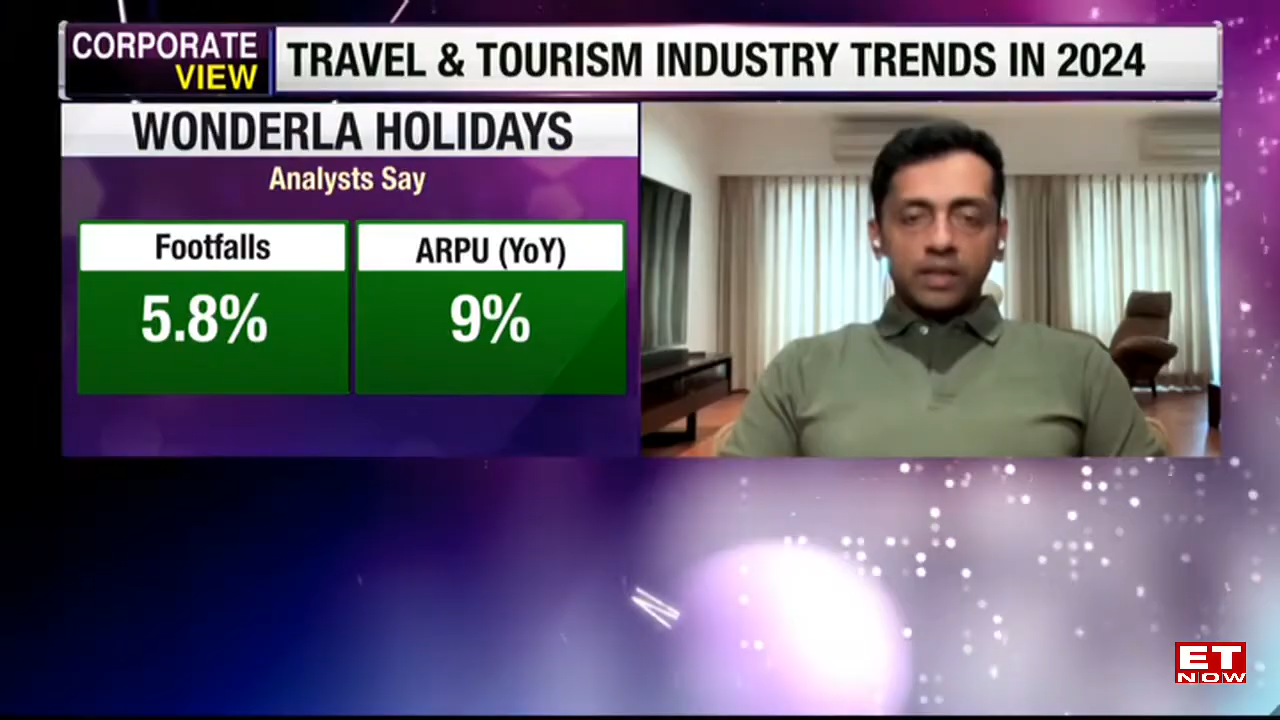 CORPORATE
VIEW
TRAVEL & TOURISM INDUSTRY TRENDS IN 2024
WONDERLA HOLIDAYS
Analysts Say
Footfalls
ARPU (YoY)
5.8%
9%
N
ET
NOW